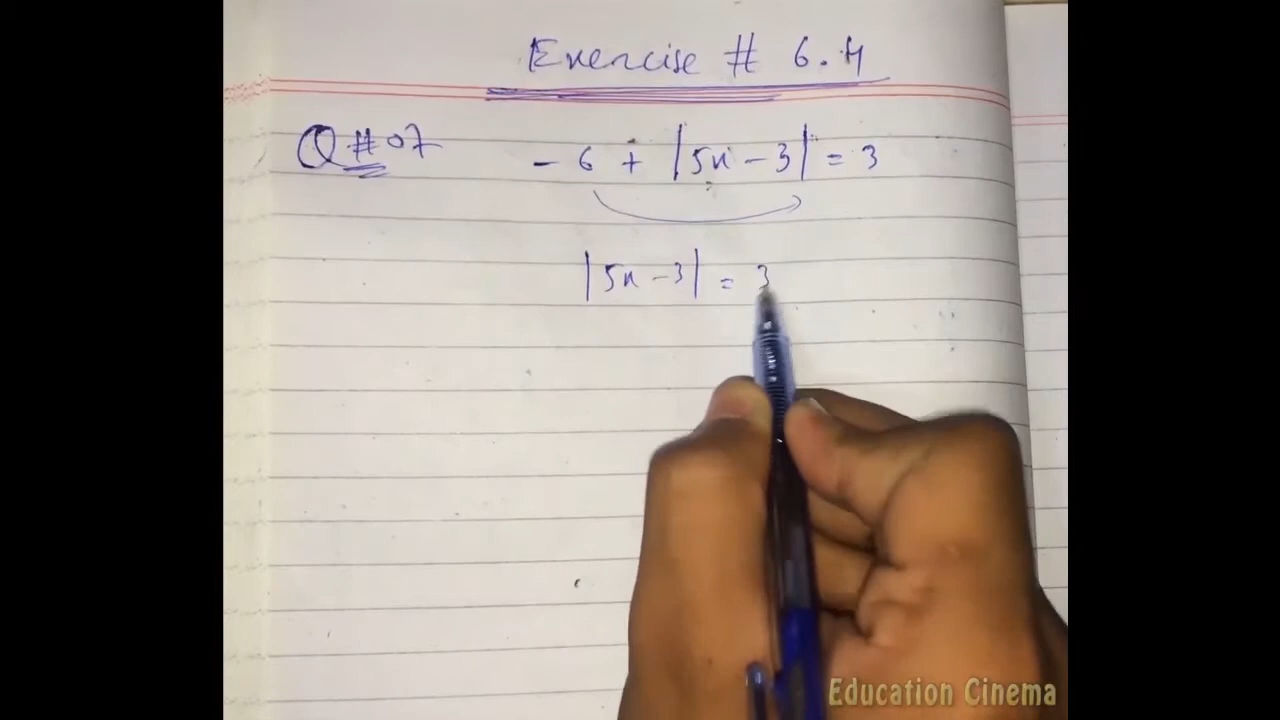 Exercise # 6.4
Q # 07 - 6 + |5x - 3| = 3
|5x - 3| = 3
Education Cinema